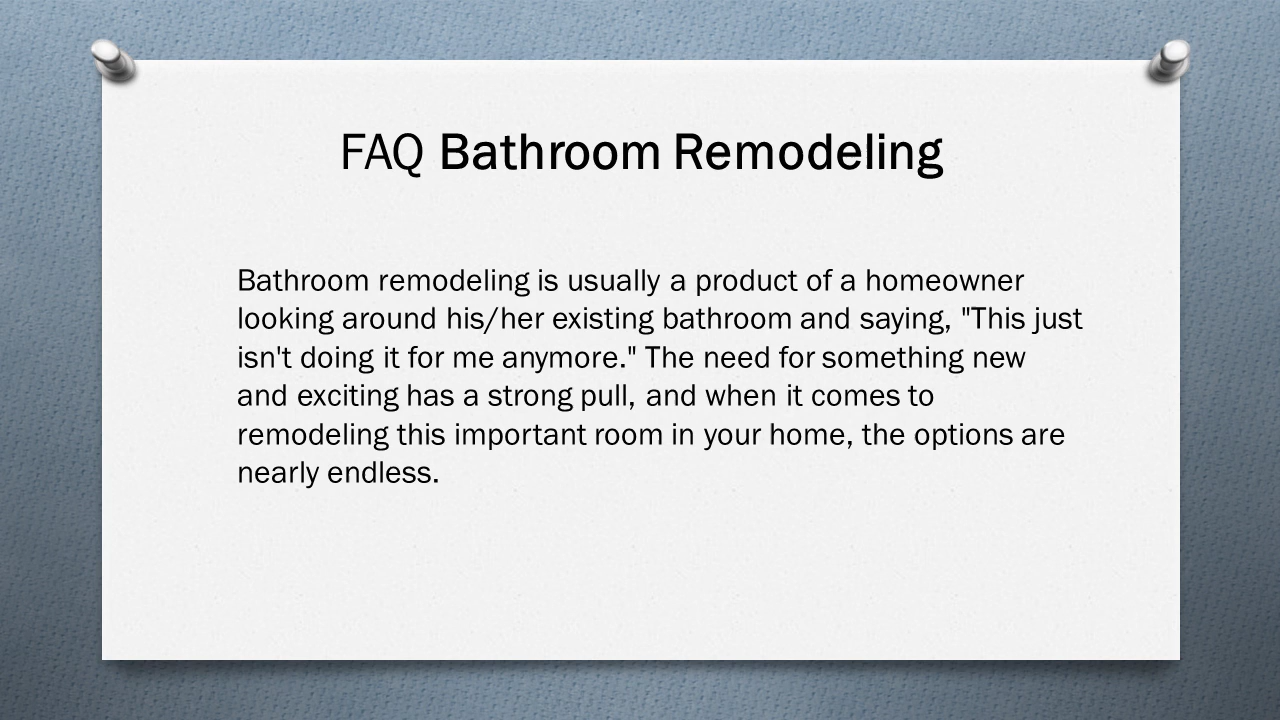 FAQ Bathroom Remodeling
Bathroom remodeling is usually a product of a homeowner
looking around his/her existing bathroom and saying, "This just
isn't doing it for me anymore." The need for something new
and exciting has a strong pull, and when it comes to
remodeling this important room in your home, the options are
nearly endless.